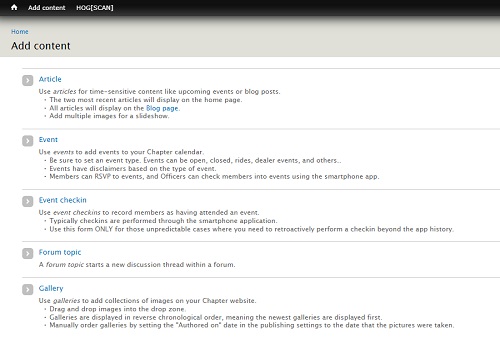 Add content HOG[SCAN]
Home
Add content
Article
Use articles for time-sensitive content like upcoming events or blog posts.
• The two most recent articles will display on the home page.
• All articles will display on the Blog page.
• Add multiple images for a slideshow.
Event
Use events to add events to your Chapter calendar.
• Be sure to set an event type. Events can be open, closed, rides, dealer events, and others..
• Events have disclaimers based on the type of event.
• Members can RSVP to events, and Officers can check members into events using the smartphone app.
Event checkin
Use event checkins to record members as having attended an event.
• Typically checkins are performed through the smartphone application.
• Use this form ONLY for those unpredictable cases where you need to retroactively perform a checkin beyond the app history.
Forum topic
A forum topic starts a new discussion thread within a forum.
Gallery
Use galleries to add collections of images on your Chapter website.
• Drag and drop images into the drop zone.
• Galleries are displayed in reverse chronological order, meaning the newest galleries are displayed first.
• Manually order galleries by setting the "Authored on" date in the publishing settings to the date that the pictures were taken.